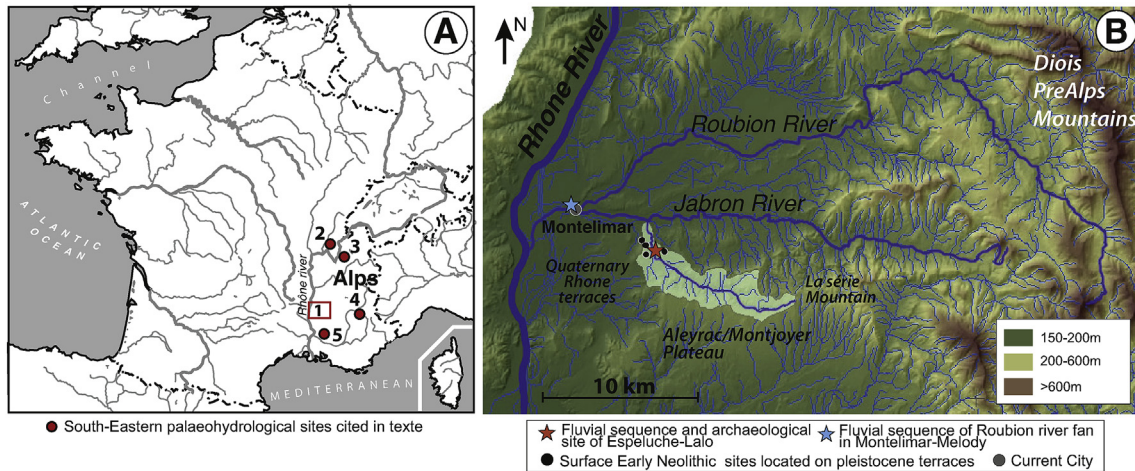 A
Channel
ATLANTIC
OCEAN
2
3
Alps
Rhône river
1
4
5
MEDITERRANEAN
South-Eastern palaeohydrological sites cited in texte
B
N
Rhone River
Diois
PreAlps
Mountains
Roubion River
Jabron River
Montelimar
Quaternary
Rhone
terraces
La série
Mountain
Aleyrac/Montjoyer
Plateau
10 km
150-200m
200-600m
>600m
Fluvial sequence and archaeological
site of Espeluche-Lalo
Fluvial sequence of Roubion river fan
in Montelimar-Melody
Surface Early Neolithic sites located on pleistocene terraces
Current City